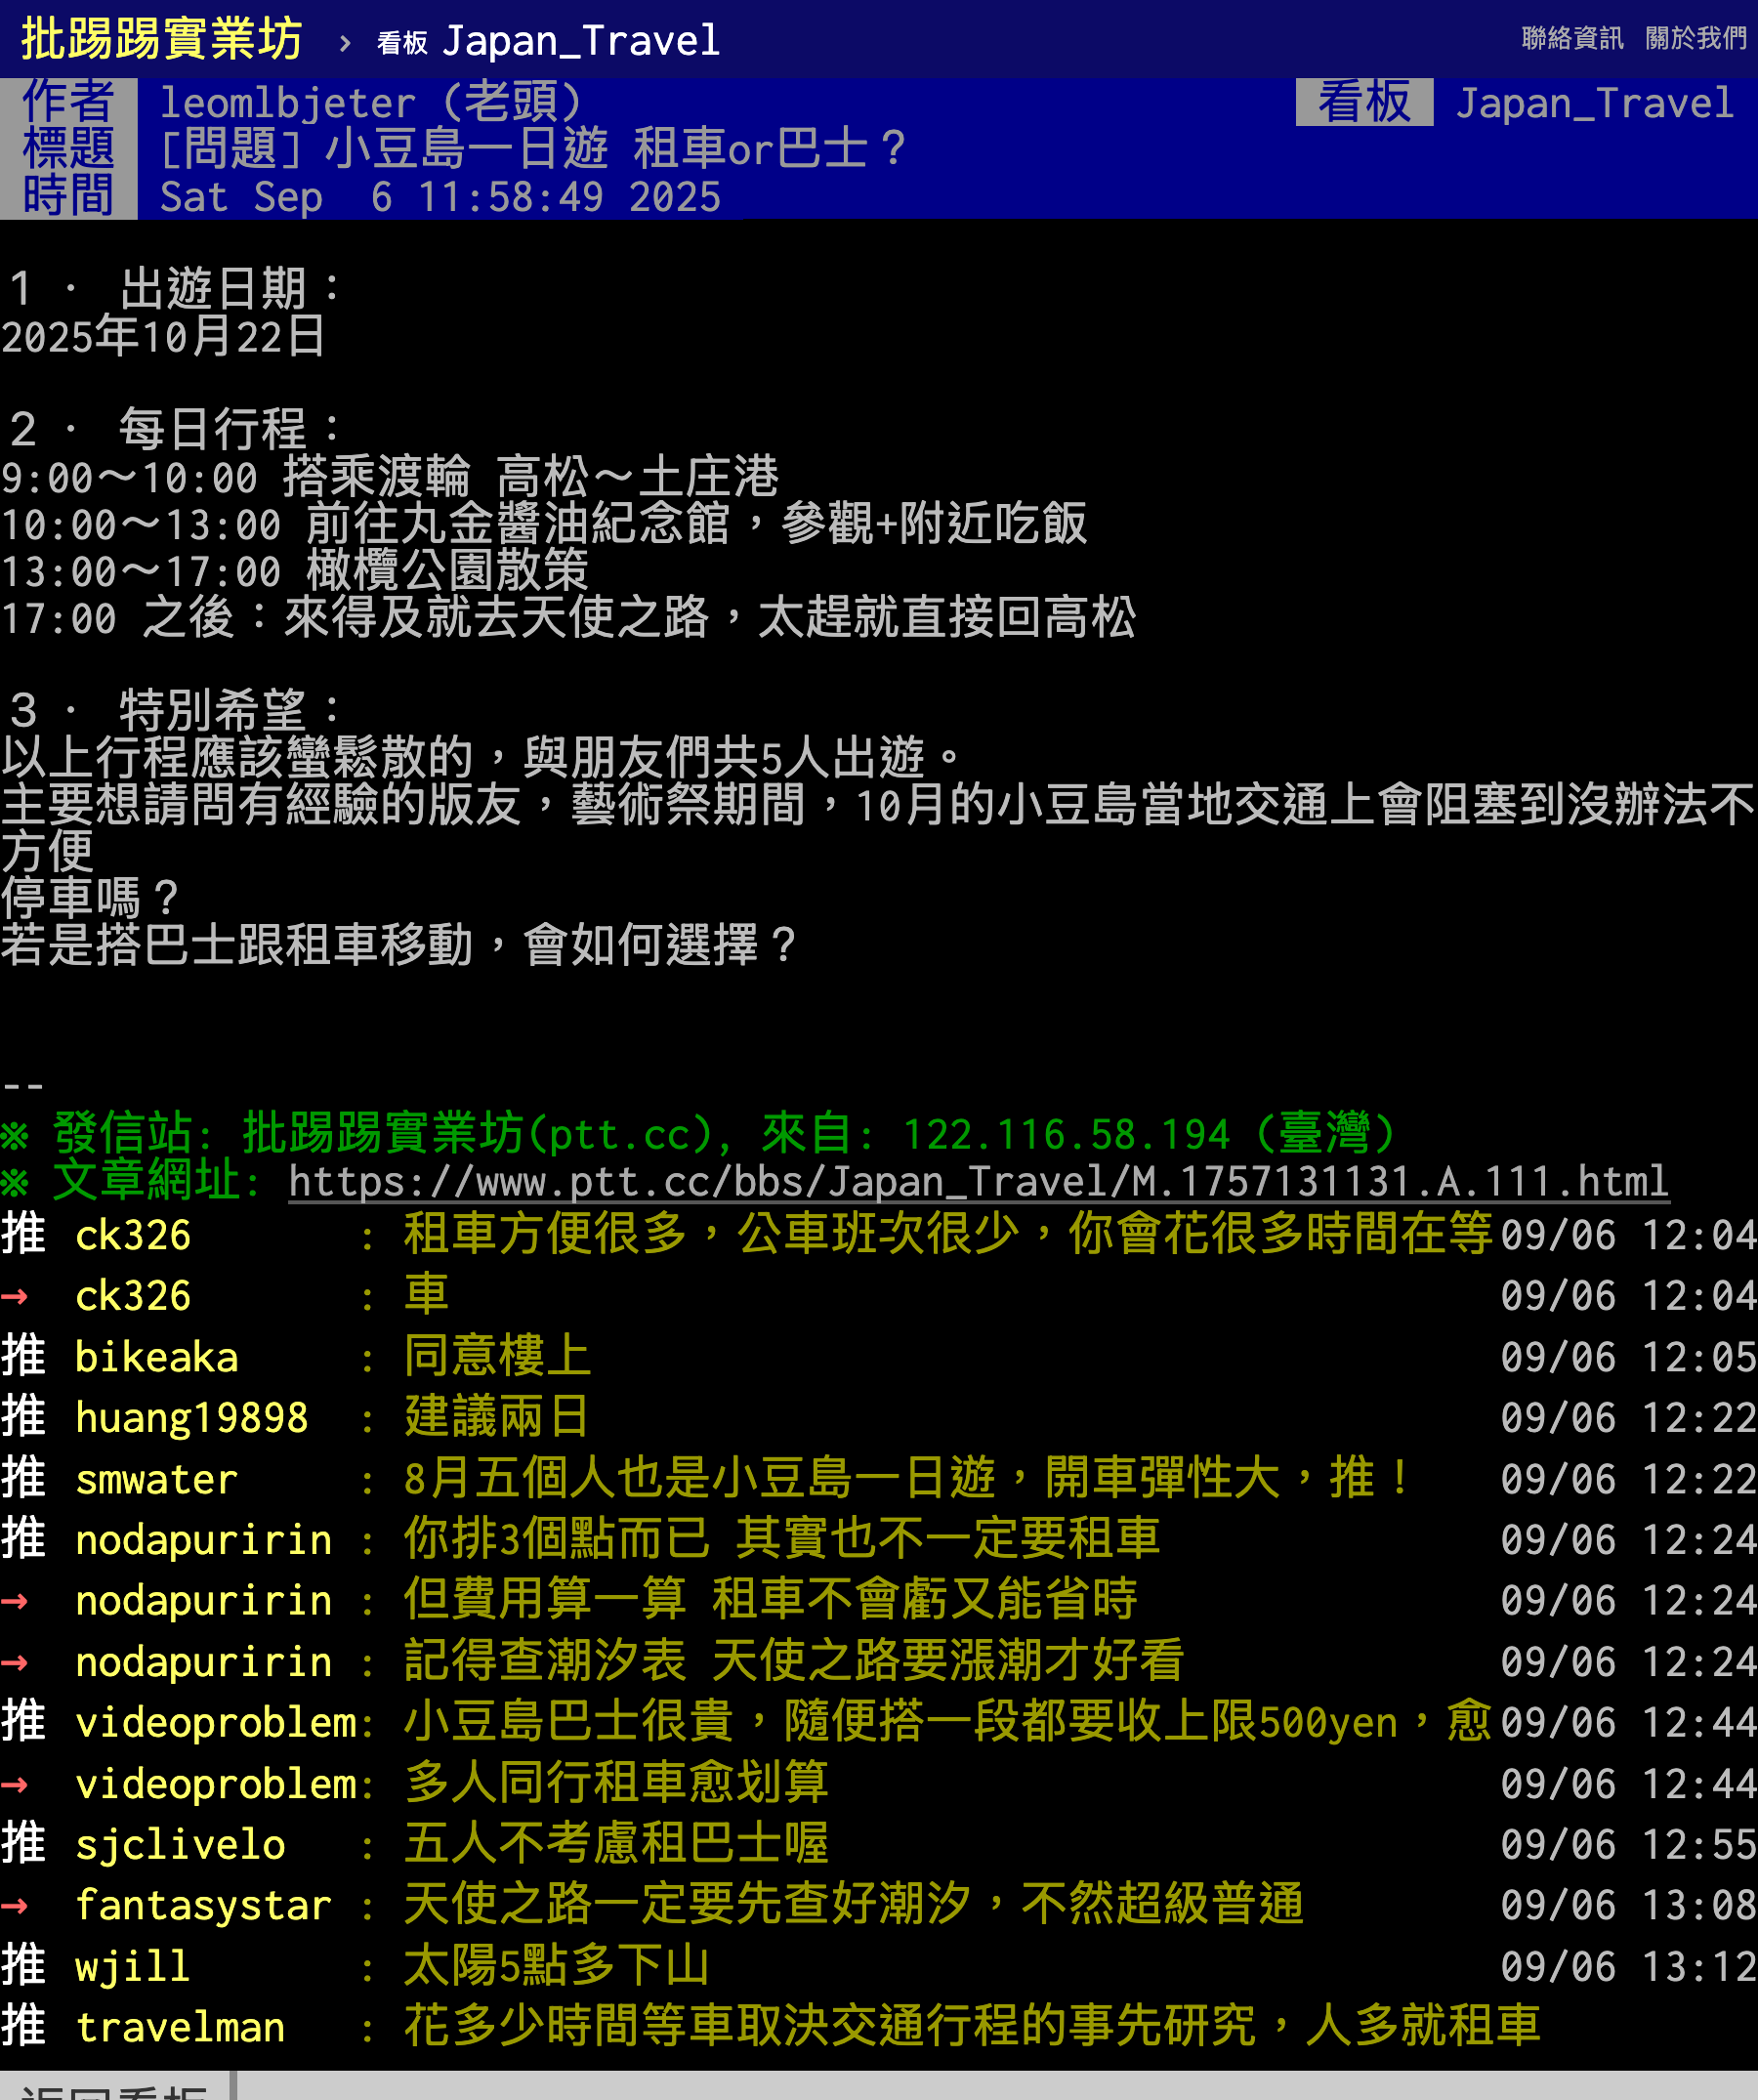 批踢踢實業坊 › 看板 Japan_Travel 聯絡資訊 關於我們
作者 leomlbjeter (老頭) 看板 Japan_Travel
標題 [問題] 小豆島一日遊 租車or巴士？
時間 Sat Sep  6 11:58:49 2025
１． 出遊日期：
2025年10月22日
２． 每日行程：
9:00～10:00 搭乘渡輪 高松～土庄港
10:00～13:00 前往丸金醬油紀念館，參觀+附近吃飯
13:00～17:00 橄欖公園散策
17:00 之後：來得及就去天使之路，太趕就直接回高松
３． 特別希望：
以上行程應該蠻鬆散的，與朋友們共5人出遊。
主要想請問有經驗的版友，藝術祭期間，10月的小豆島當地交通上會阻塞到沒辦法不
方便
停車嗎？
若是搭巴士跟租車移動，會如何選擇？
--
※ 發信站: 批踢踢實業坊(ptt.cc), 來自: 122.116.58.194 (臺灣)
※ 文章網址: https://www.ptt.cc/bbs/Japan_Travel/M.1757131131.A.111.html
推 ck326 : 租車方便很多，公車班次很少，你會花很多時間在等 09/06 12:04
→ ck326 : 車 09/06 12:04
推 bikeaka : 同意樓上 09/06 12:05
推 huang19898 : 建議兩日 09/06 12:22
推 smwater : 8月五個人也是小豆島一日遊，開車彈性大，推！ 09/06 12:22
推 nodapuririn : 你排3個點而已 其實也不一定要租車 09/06 12:24
→ nodapuririn : 但費用算一算 租車不會虧又能省時 09/06 12:24
→ nodapuririn : 記得查潮汐表 天使之路要漲潮才好看 09/06 12:24
推 videoproblem: 小豆島巴士很貴，隨便搭一段都要收上限500yen，愈 09/06 12:44
→ videoproblem: 多人同行租車愈划算 09/06 12:44
推 sjclivelo : 五人不考慮租巴士喔 09/06 12:55
→ fantasystar : 天使之路一定要先查好潮汐，不然超級普通 09/06 13:08
推 wjill : 太陽5點多下山 09/06 13:12
推 travelman : 花多少時間等車取決交通行程的事先研究，人多就租車
返回看板